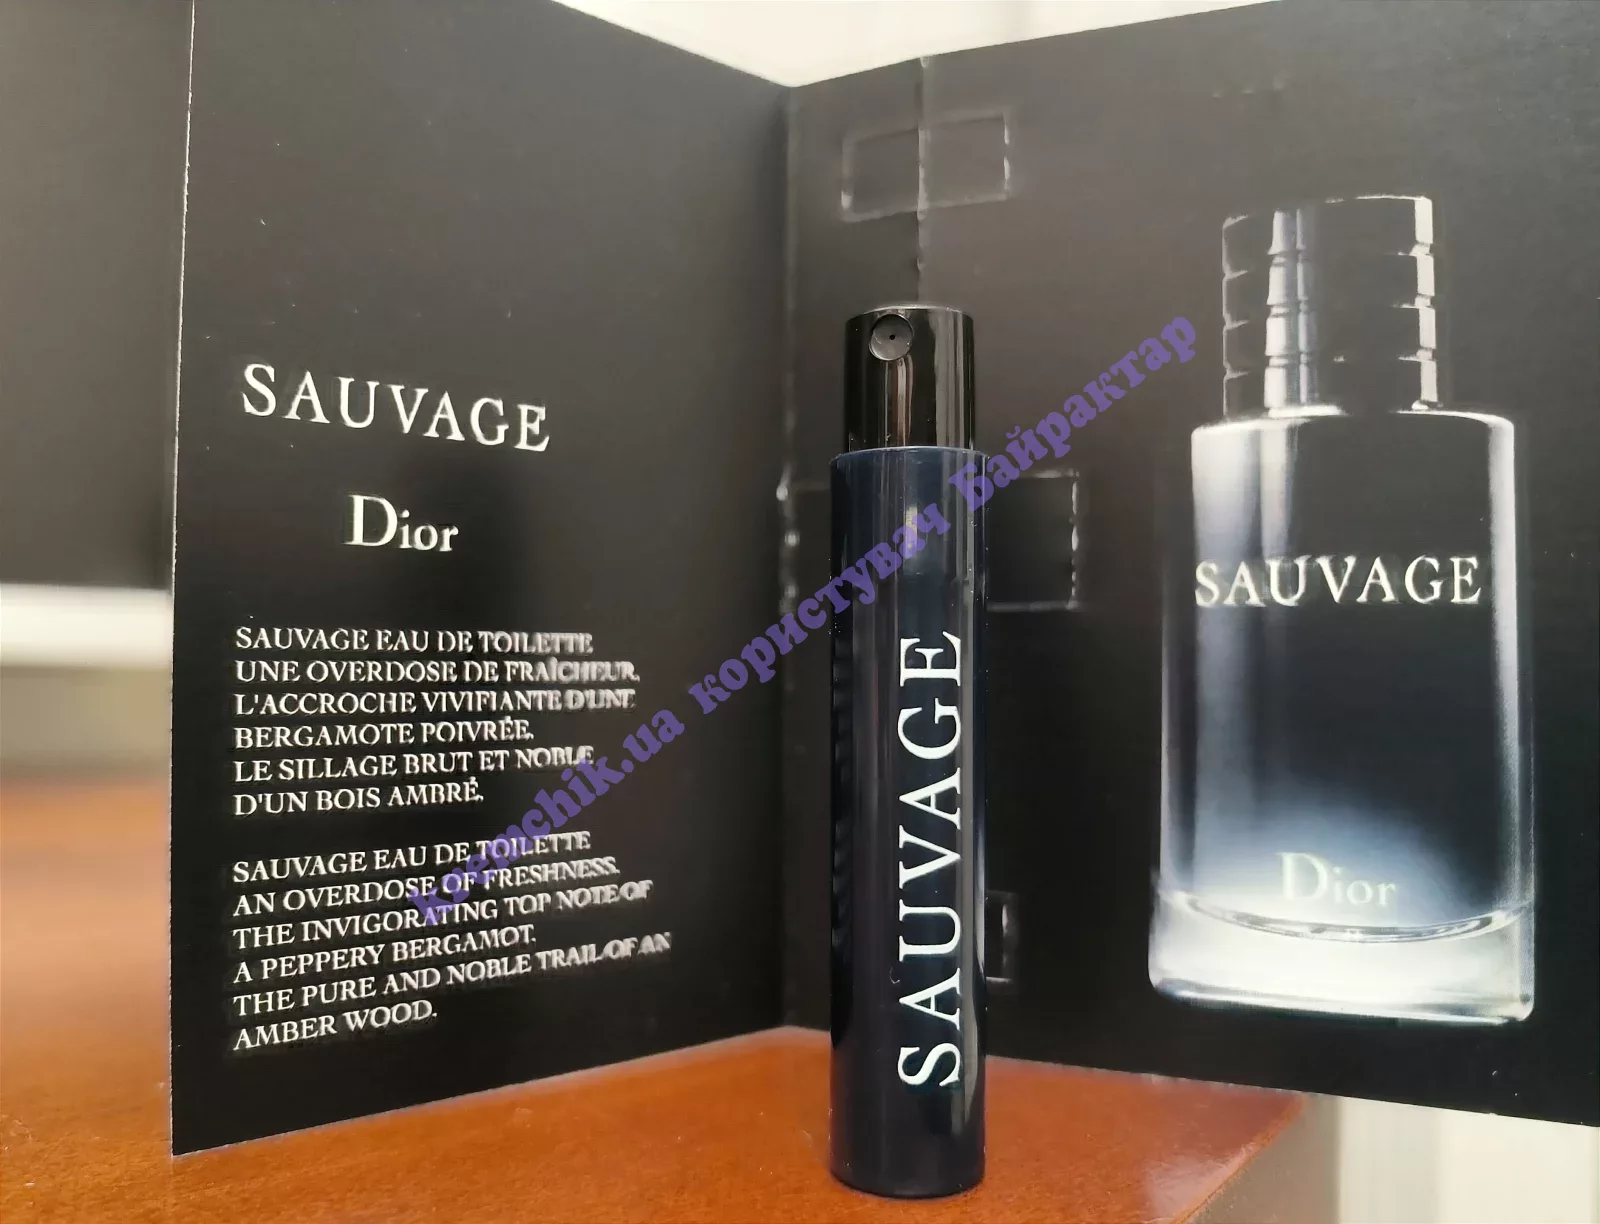 SAUVAGE
Dior
SAUVAGE EAU DE TOILETTE
UNE OVERDOSE DE FRAÎCHEUR,
L'ACCROCHE VIVIFIANTE D'UNE
BERGAMOTE POIVRÉE.
LE SILLAGE BRUT ET NOBLE
D'UN BOIS AMBRÉ.
SAUVAGE EAU DE TOILETTE
AN OVERDOSE OF FRESHNESS.
THE INVIGORATING TOP NOTE OF
A PEPPERY BERGAMOT.
THE PURE AND NOBLE TRAIL OF AN
AMBER WOOD.
SAUVAGE
SAUVAGE
Dior
kremchik.ua користувач Байрактар